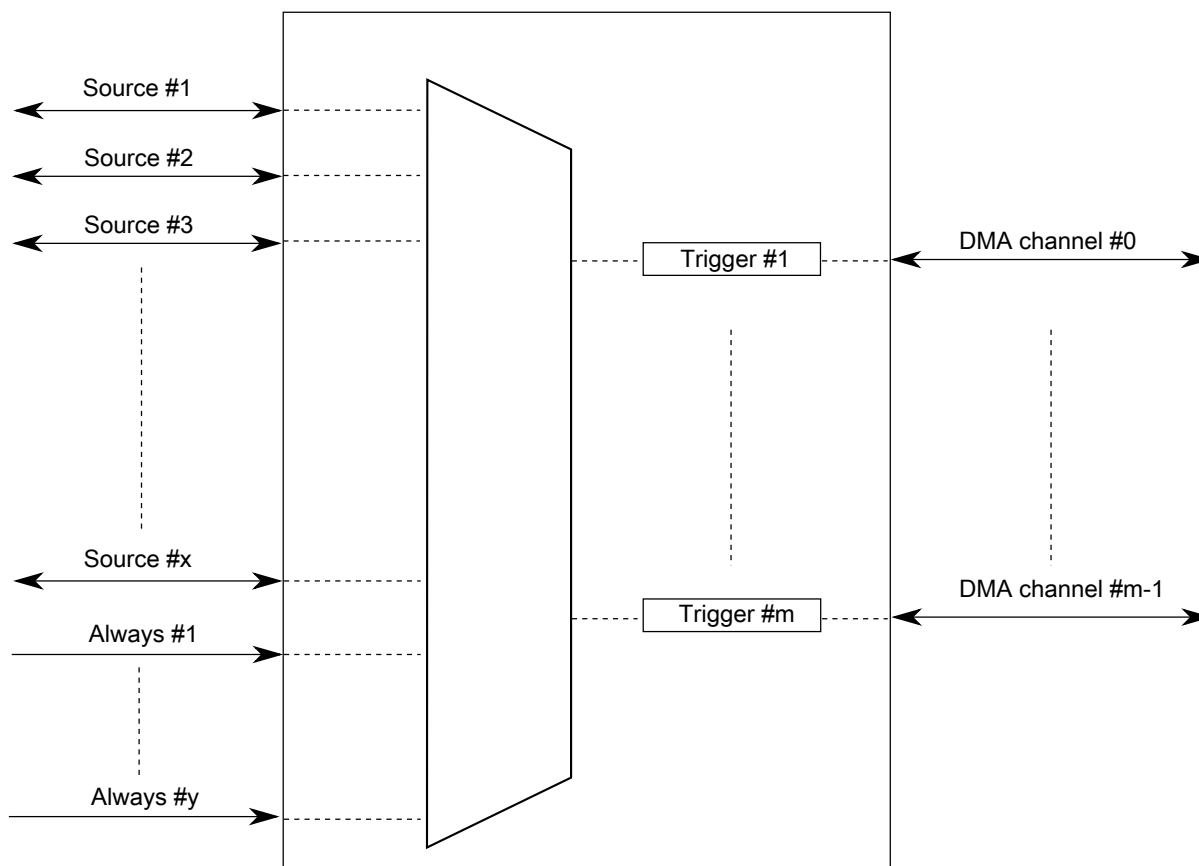 Source #1
Source #2
Source #3
Trigger #1
DMA channel #0
Source #x
Trigger #m
DMA channel #m-1
Always #1
Always #y